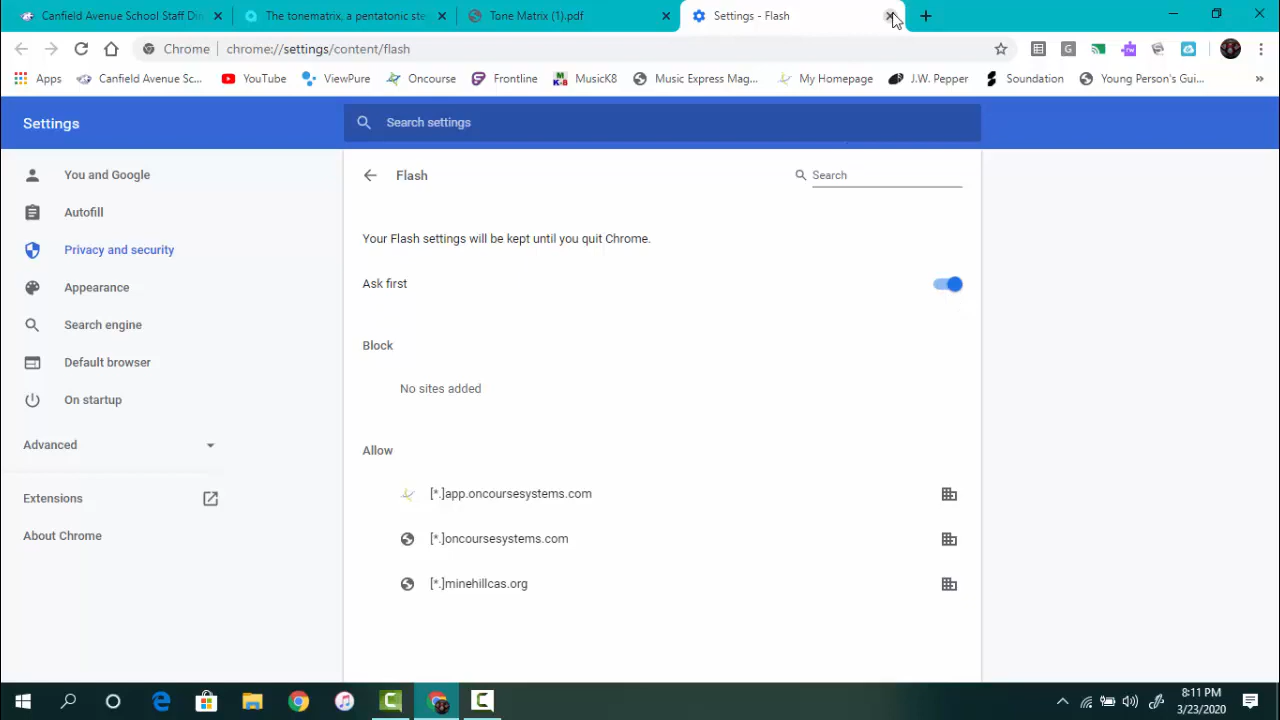 Canfield Avenue School Staff Dir
The tonematrix, a pentatonic ste
Tone Matrix (1).pdf
Settings - Flash
Chrome
chrome://settings/content/flash
Apps
Canfield Avenue Sc...
YouTube
ViewPure
Oncourse
Frontline
MusicK8
Music Express Mag...
My Homepage
J.W. Pepper
Soundation
Young Person's Gui...
»
Settings
Search settings
You and Google
Autofill
Privacy and security
Appearance
Search engine
Default browser
On startup
Advanced
Extensions
About Chrome
Flash
Search
Your Flash settings will be kept until you quit Chrome.
Ask first
Block
No sites added
Allow
[*.]app.oncoursesystems.com
[*.]oncoursesystems.com
[*.]minehillcas.org
8:11 PM
3/23/2020